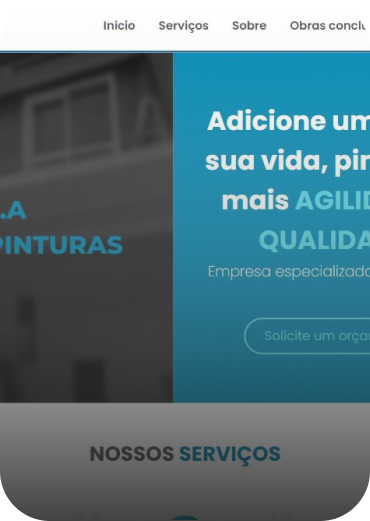 Inicio Serviços Sobre Obras conclu
.A
PINTURAS
Adicione um
sua vida, pin
mais AGILID
QUALIDA
Empresa especializada
Solicite um orça
NOSSOS SERVIÇOS